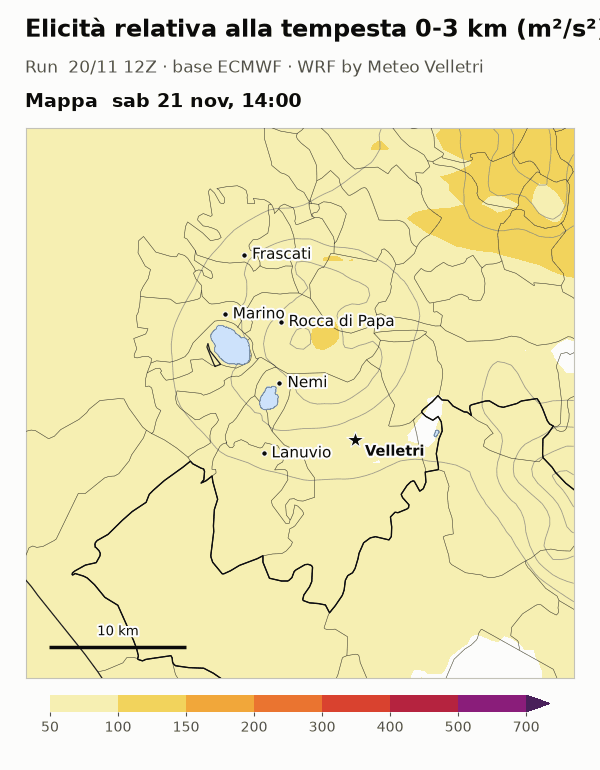 Elicità relativa alla tempesta 0-3 km (m²/s²)
Run  20/11 12Z · base ECMWF · WRF by Meteo Velletri
Mappa  sab 21 nov, 14:00
Frascati
Marino
Rocca di Papa
Nemi
Velletri
Lanuvio
10 km
50 100 150 200 300 400 500 700